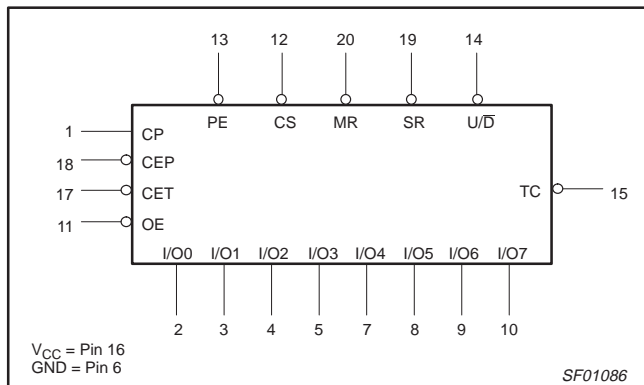 13 12 20 19 14
PE CS MR SR U/D̅
1 CP
18 CEP
17 CET
TC 15
11 OE
I/O0 I/O1 I/O2 I/O3 I/O4 I/O5 I/O6 I/O7
2 3 4 5 7 8 9 10
VCC = Pin 16
GND = Pin 6
SF01086